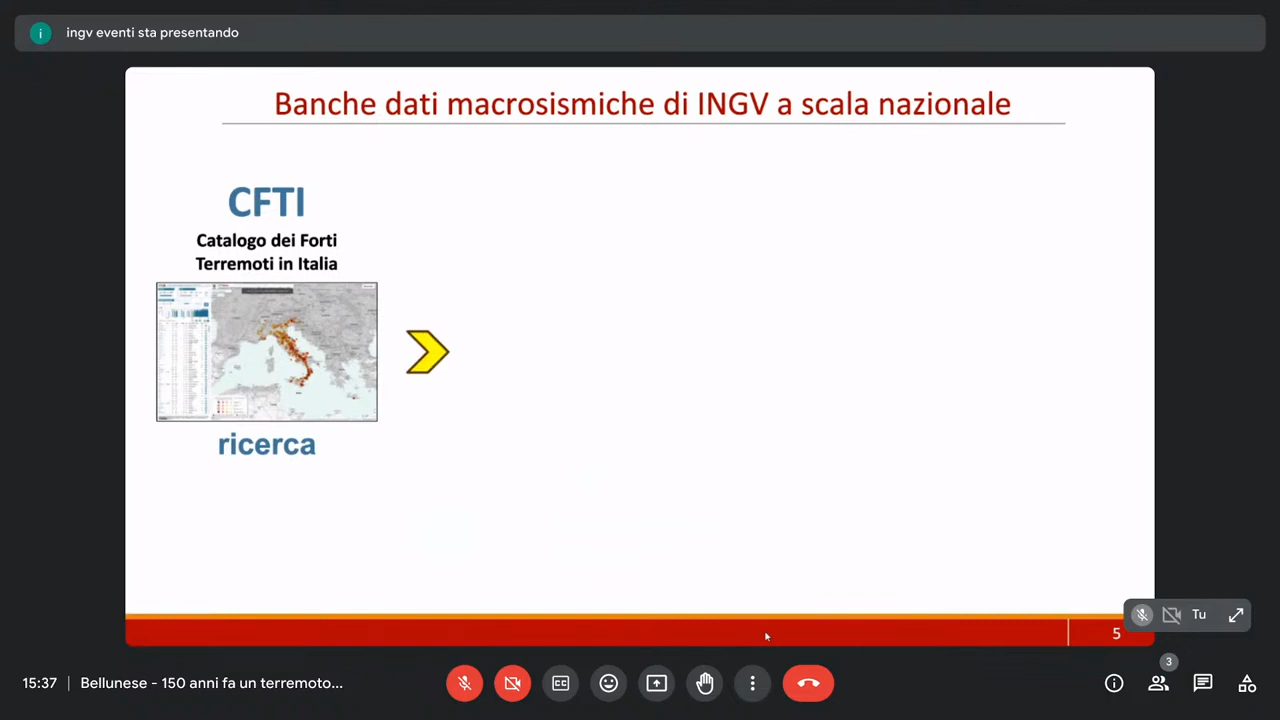 ingv eventi sta presentando
Banche dati macrosismiche di INGV a scala nazionale
CFTI
Catalogo dei Forti
Terremoti in Italia
ricerca
5
Tu
3
15:37 | Bellunese - 150 anni fa un terremoto...